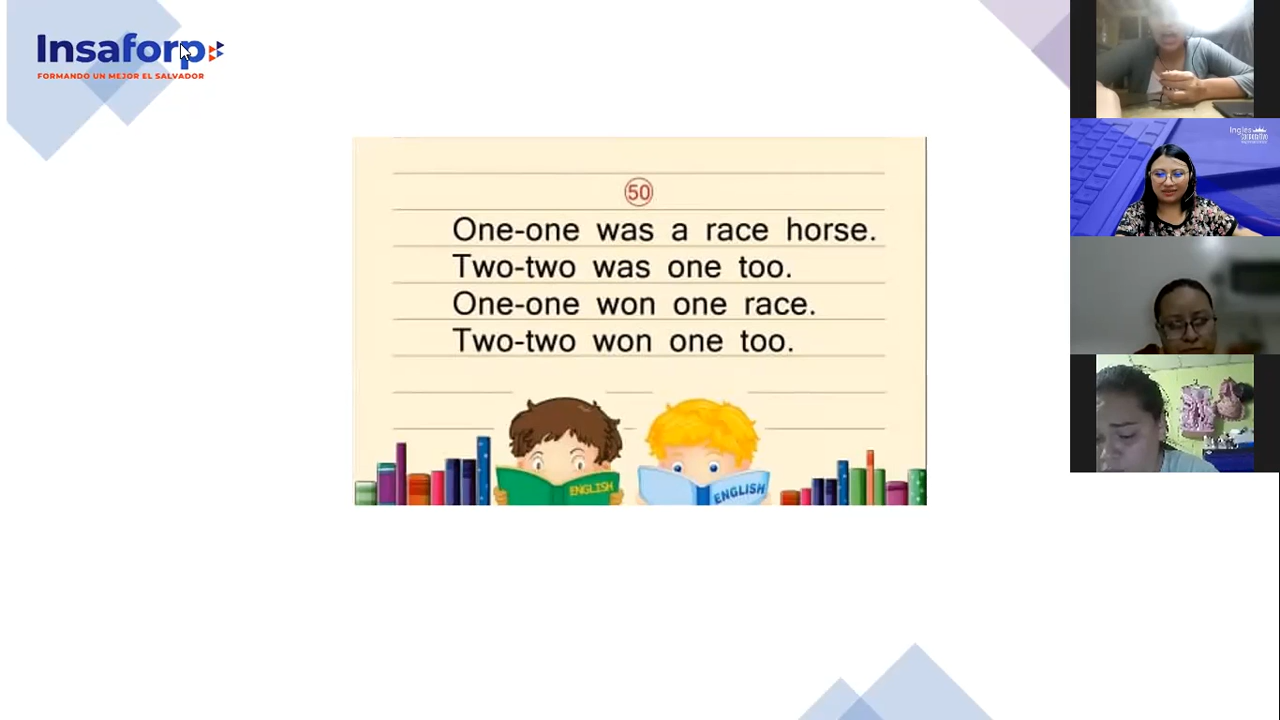 Insaforp
FORMANDO UN MEJOR EL SALVADOR
50
One-one was a race horse.
Two-two was one too.
One-one won one race.
Two-two won one too.
ENGLISH
ENGLISH
Ingles